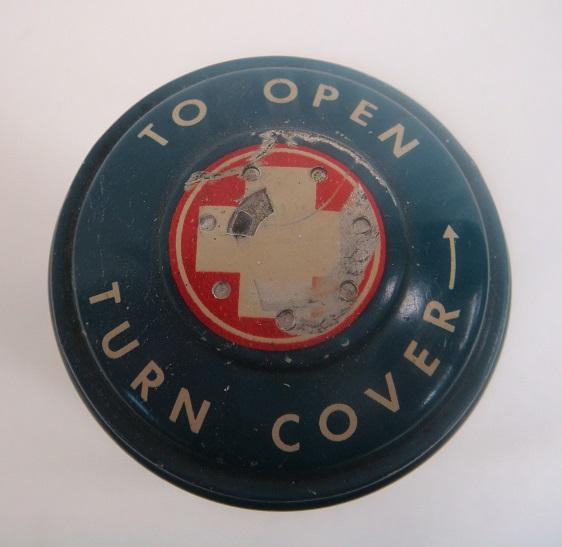 TO OPEN
TURN COVER →